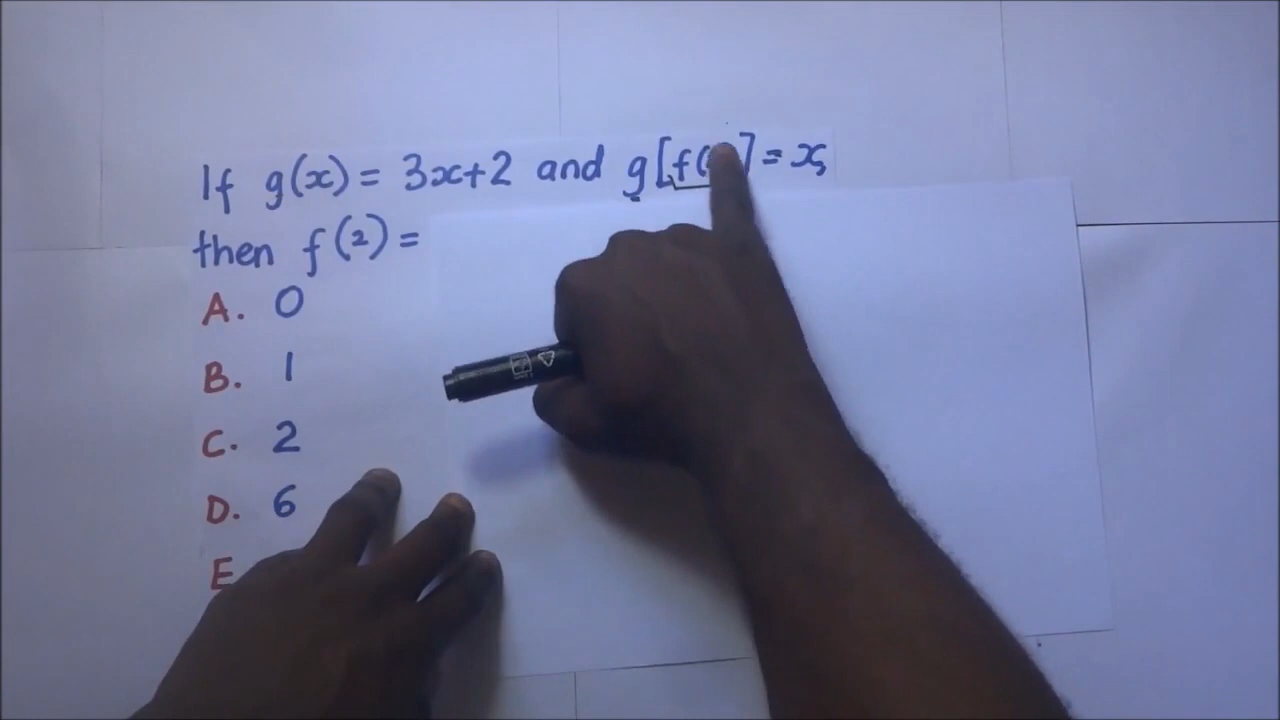 If g(x) = 3x+2 and g[f( ]=x,
then f(2) =
A. 0
B. 1
C. 2
D. 6
E